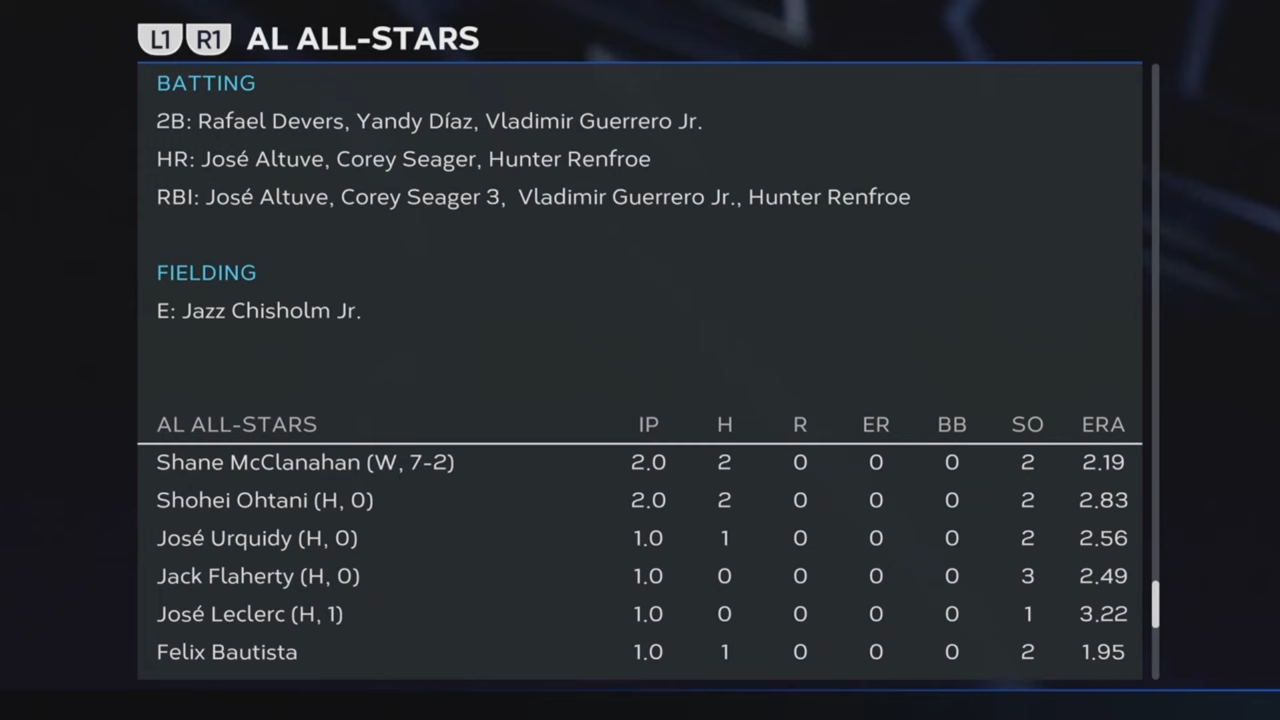 L1 R1 AL ALL-STARS
BATTING
2B: Rafael Devers, Yandy Díaz, Vladimir Guerrero Jr.
HR: José Altuve, Corey Seager, Hunter Renfroe
RBI: José Altuve, Corey Seager 3, Vladimir Guerrero Jr., Hunter Renfroe
FIELDING
E: Jazz Chisholm Jr.
AL ALL-STARS IP H R ER BB SO ERA
Shane McClanahan (W, 7-2) 2.0 2 0 0 0 2 2.19
Shohei Ohtani (H, 0) 2.0 2 0 0 0 2 2.83
José Urquidy (H, 0) 1.0 1 0 0 0 2 2.56
Jack Flaherty (H, 0) 1.0 0 0 0 0 3 2.49
José Leclerc (H, 1) 1.0 0 0 0 0 1 3.22
Felix Bautista 1.0 1 0 0 0 2 1.95